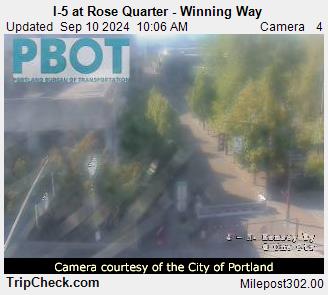 I-5 at Rose Quarter - Winning Way
Updated Sep 10 2024 10:06 AM Camera 4
PBOT
PORTLAND BUREAU OF TRANSPORTATION
Camera courtesy of the City of Portland
TripCheck.com Milepost302.00